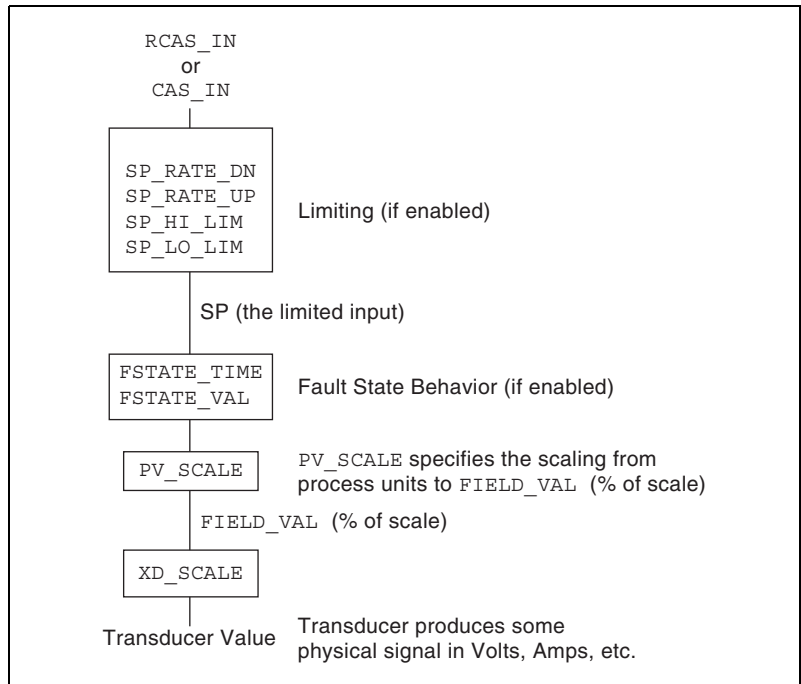 RCAS_IN
or
CAS_IN
SP_RATE_DN
SP_RATE_UP
SP_HI_LIM
SP_LO_LIM
Limiting (if enabled)
SP (the limited input)
FSTATE_TIME
FSTATE_VAL
Fault State Behavior (if enabled)
PV_SCALE
PV_SCALE specifies the scaling from
process units to FIELD_VAL (% of scale)
FIELD_VAL (% of scale)
XD_SCALE
Transducer Value
Transducer produces some
physical signal in Volts, Amps, etc.